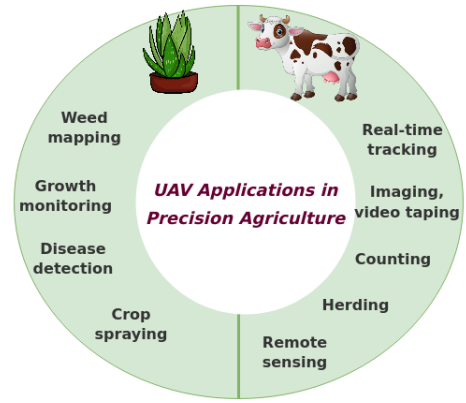 Weed
mapping
Growth
monitoring
Disease
detection
Crop
spraying
UAV Applications in
Precision Agriculture
Real-time
tracking
Imaging,
video taping
Counting
Herding
Remote
sensing